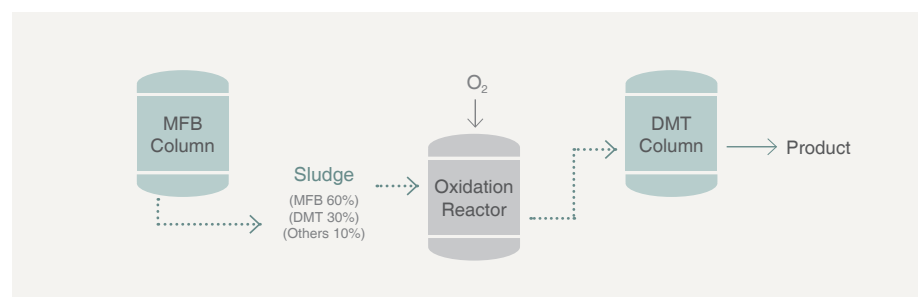 MFB
Column
Sludge
(MFB 60%)
(DMT 30%)
(Others 10%)
O₂
Oxidation
Reactor
DMT
Column
Product